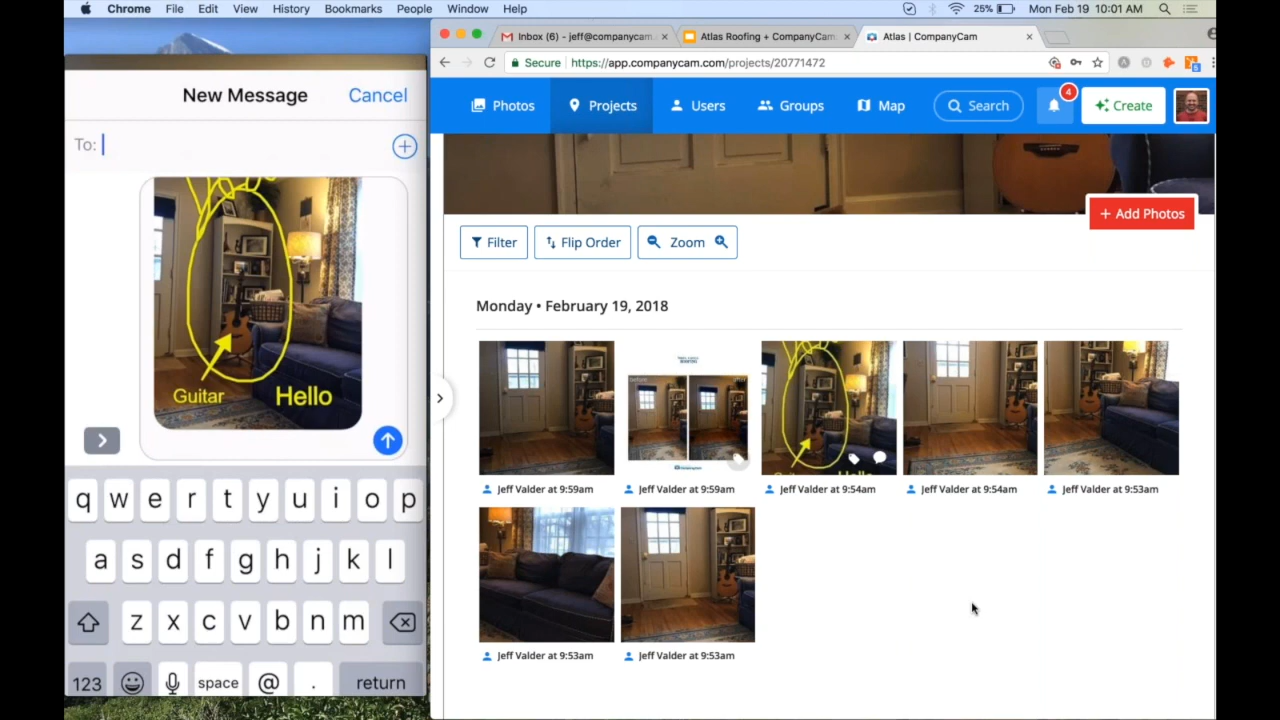 Chrome File Edit View History Bookmarks People Window Help
25% Mon Feb 19 10:01 AM
New Message Cancel
To:
Guitar Hello
q w e r t y u i o p
a s d f g h j k l
z x c v b n m
123 space @ . return
Inbox (6) - jeff@companycam. Atlas Roofing + CompanyCam Atlas | CompanyCam
Secure https://app.companycam.com/projects/20771472
5
Photos Projects Users Groups Map Search 4 Create
+ Add Photos
Filter Flip Order Zoom
Monday • February 19, 2018
Jeff Valder at 9:59am Jeff Valder at 9:59am Jeff Valder at 9:54am Jeff Valder at 9:54am Jeff Valder at 9:53am
Jeff Valder at 9:53am Jeff Valder at 9:53am